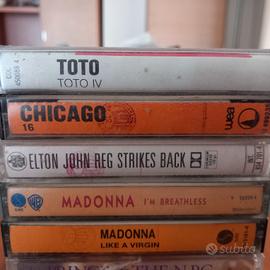 TOTO
TOTO IV
CHICAGO
16
ELTON JOHN REG STRIKES BACK
MADONNA I'M BREATHLESS
MADONNA
LIKE A VIRGIN
subito